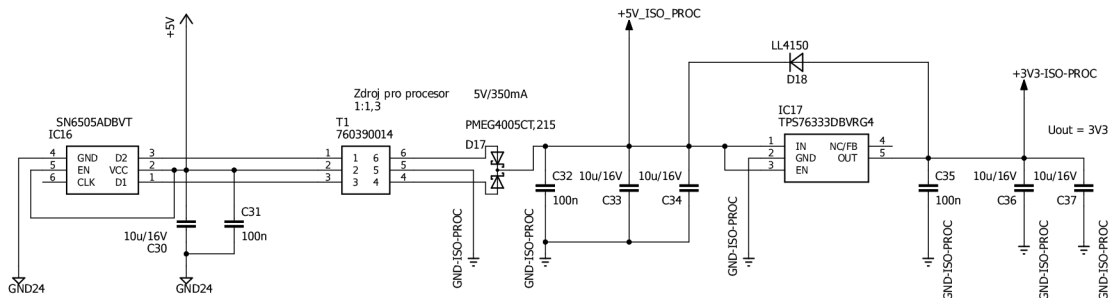 +5V
SN6505ADBVT
IC16
4 GND D2 3
5 EN VCC 2
6 CLK D1 1
10u/16V
C30
C31
100n
GND24
GND24
Zdroj pro procesor
1:1,3
5V/350mA
T1
760390014
1 1 6 6
2 2 5 5
3 3 4 4
PMEG4005CT,215
D17
GND-ISO-PROC
+5V_ISO_PROC
C32
100n
10u/16V
C33
10u/16V
C34
GND-ISO-PROC
LL4150
D18
IC17
TPS76333DBVRG4
1 IN NC/FB 4
2 GND OUT 5
3 EN
GND-ISO-PROC
+3V3-ISO-PROC
Uout = 3V3
C35
100n
10u/16V
C36
10u/16V
C37
GND-ISO-PROC
GND-ISO-PROC
GND-ISO-PROC